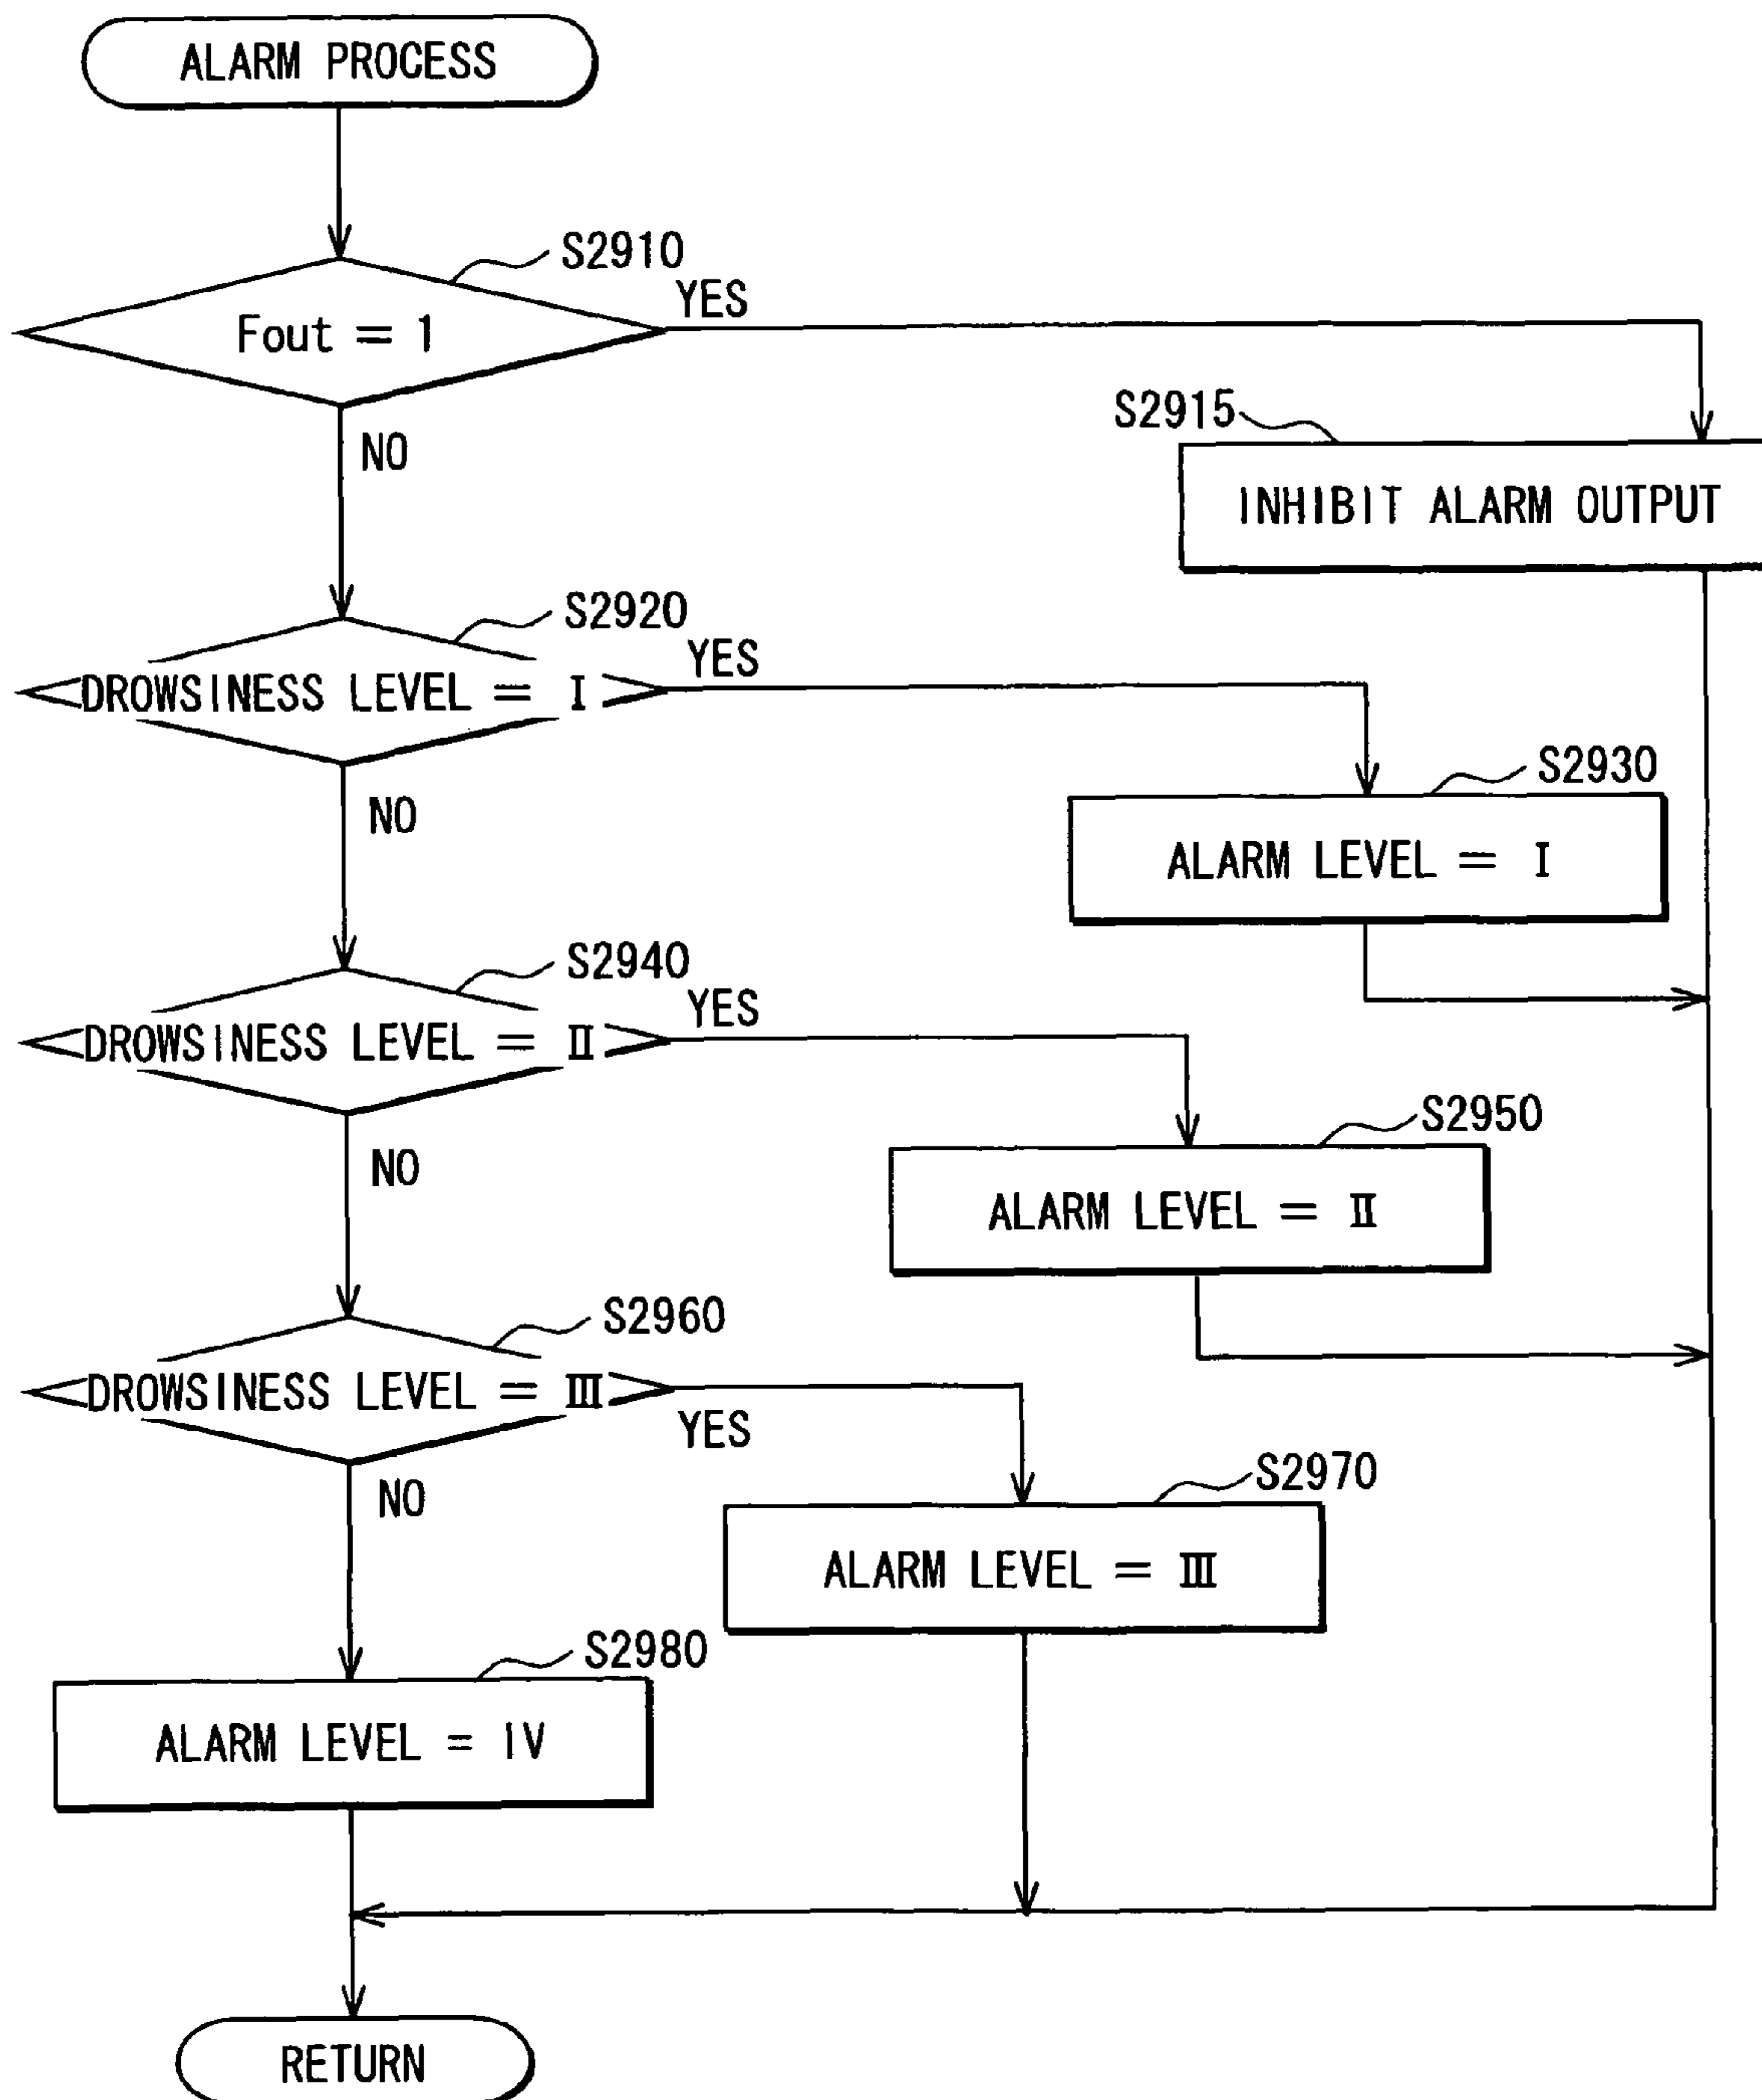 ALARM PROCESS
S2910
Fout = 1
YES
NO
S2915
INHIBIT ALARM OUTPUT
S2920
DROWSINESS LEVEL = I
YES
NO
S2930
ALARM LEVEL = I
S2940
DROWSINESS LEVEL = II
YES
NO
S2950
ALARM LEVEL = II
S2960
DROWSINESS LEVEL = III
YES
NO
S2970
ALARM LEVEL = III
S2980
ALARM LEVEL = IV
RETURN